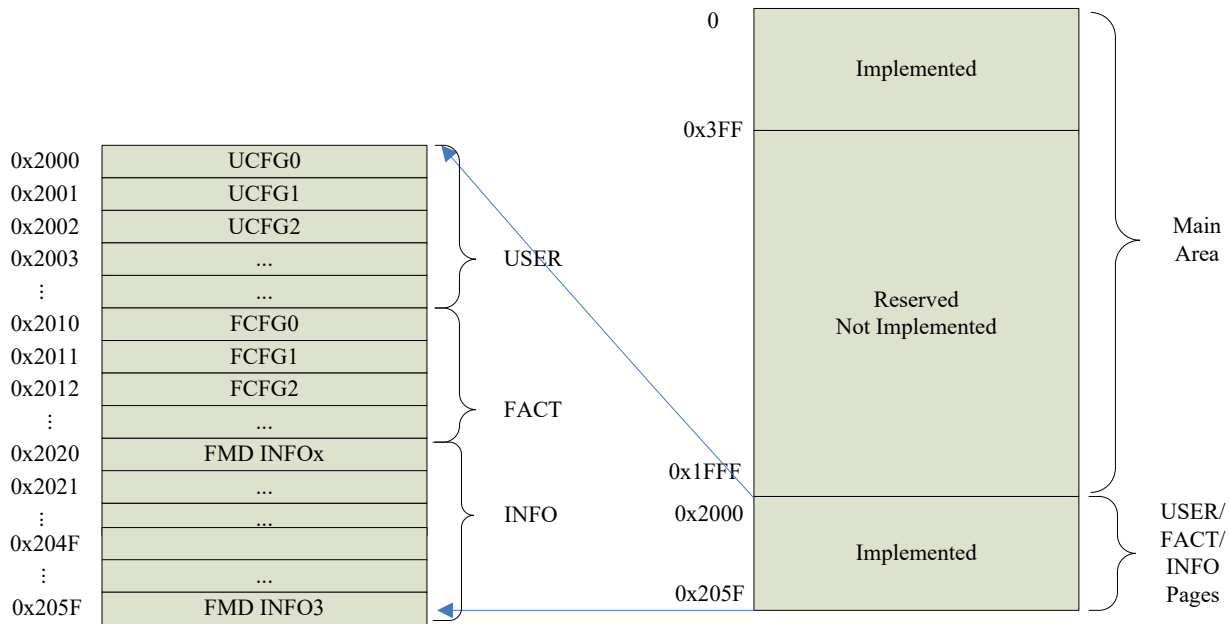 0x2000 UCFG0
0x2001 UCFG1
0x2002 UCFG2
0x2003 ...
⋮ ...
USER
0x2010 FCFG0
0x2011 FCFG1
0x2012 FCFG2
⋮ ...
FACT
0x2020 FMD INFOx
0x2021 ...
⋮ ...
0x204F
⋮ ...
0x205F FMD INFO3
INFO
0
Implemented
0x3FF
Reserved
Not Implemented
0x1FFF
0x2000
Implemented
0x205F
Main
Area
USER/
FACT/
INFO
Pages